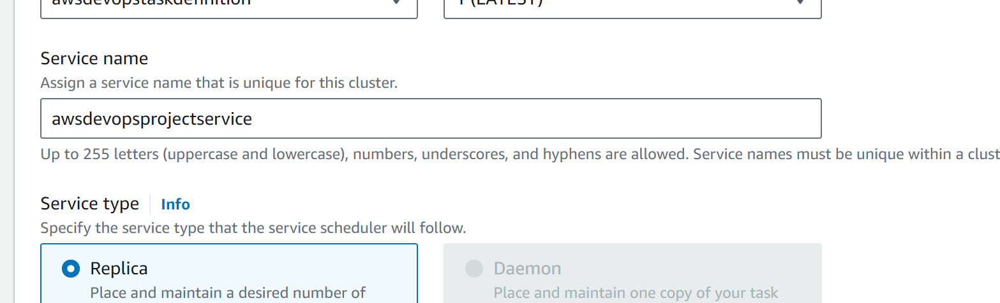 awsdevopstaskdefinition
1 (LATEST)
Service name
Assign a service name that is unique for this cluster.
awsdevopsprojectservice
Up to 255 letters (uppercase and lowercase), numbers, underscores, and hyphens are allowed. Service names must be unique within a clust
Service type
Info
Specify the service type that the service scheduler will follow.
Replica
Place and maintain a desired number of
Daemon
Place and maintain one copy of your task